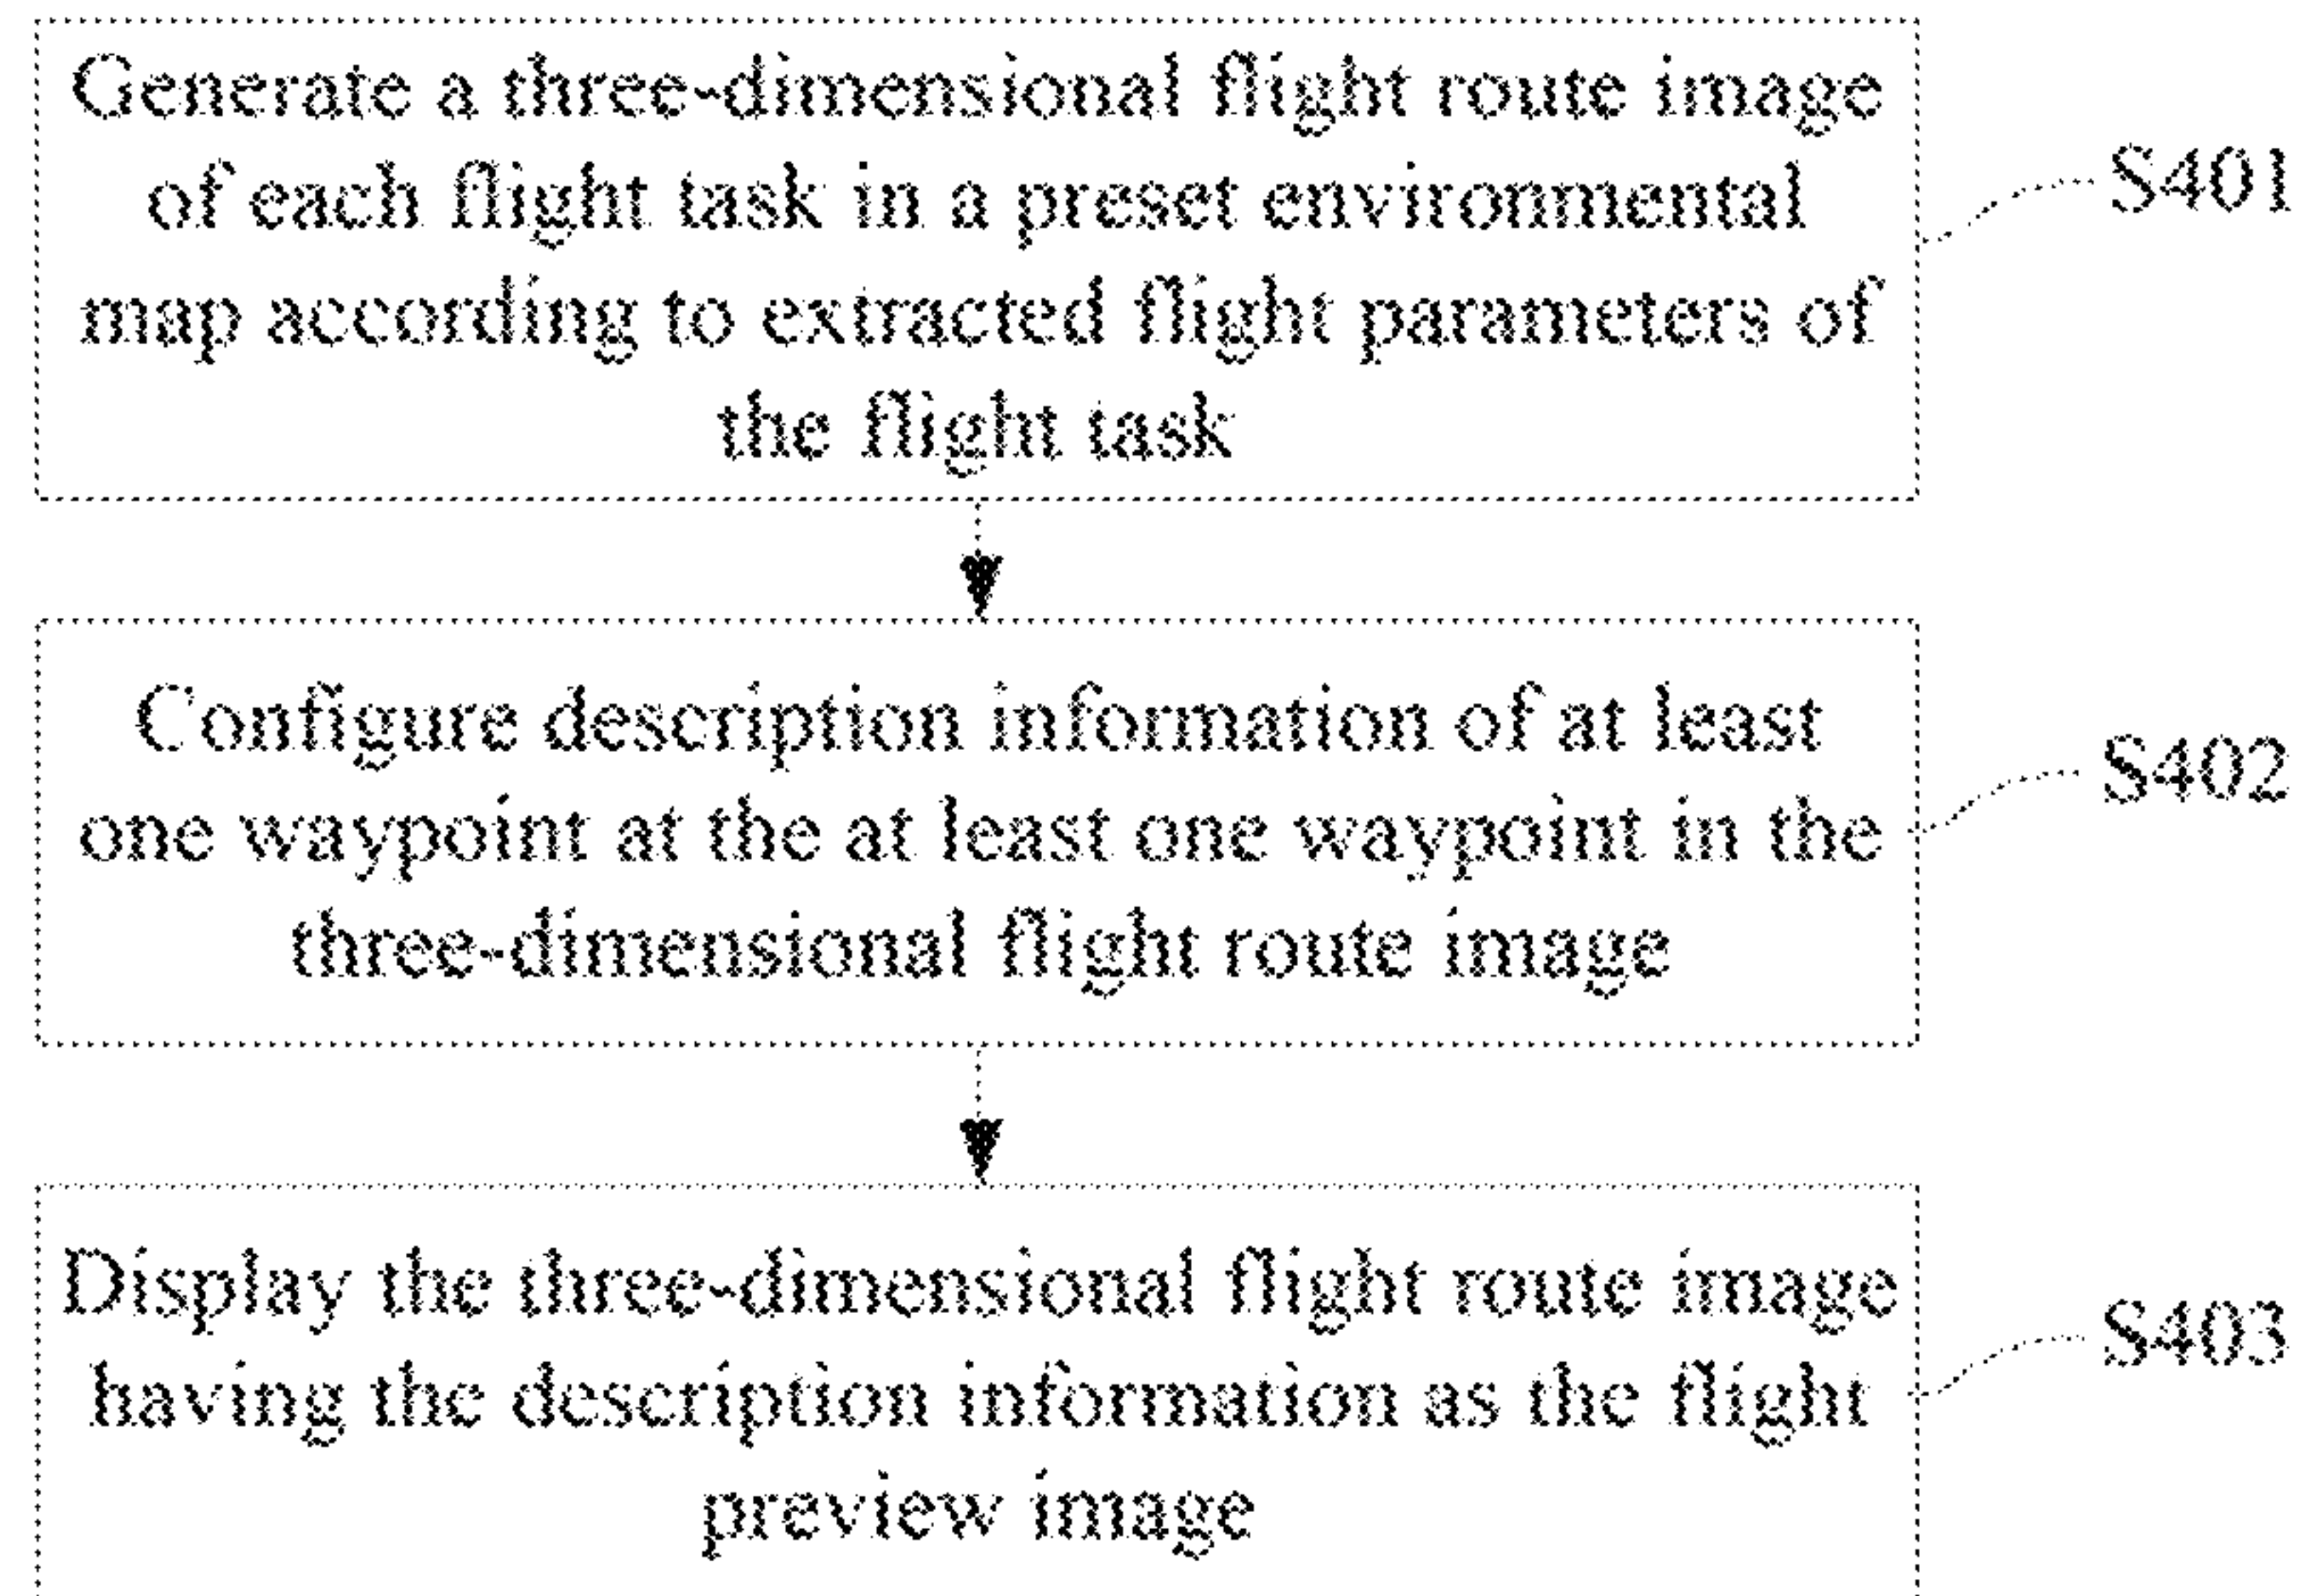 Generate a three-dimensional flight route image
of each flight task in a preset environmental
map according to extracted flight parameters of
the flight task
S401
Configure description information of at least
one waypoint at the at least one waypoint in the
three-dimensional flight route image
S402
Display the three-dimensional flight route image
having the description information as the flight
preview image
S403